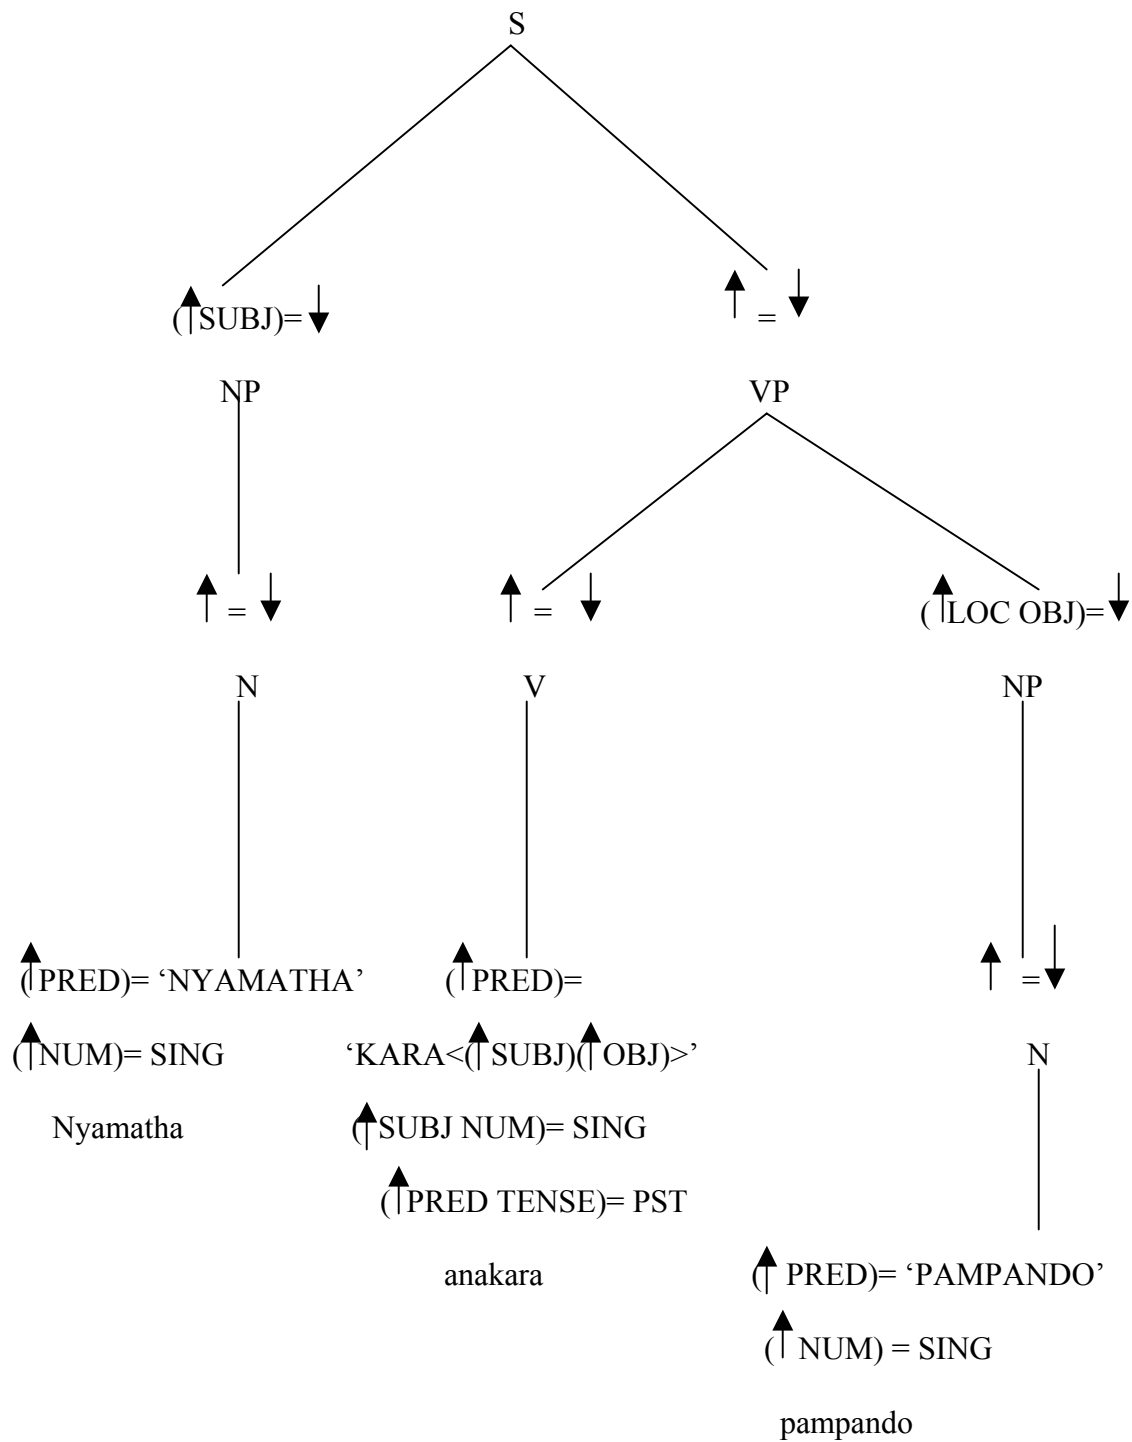 S
(↑SUBJ)=↓ ↑ = ↓
NP VP
↑ = ↓ ↑ = ↓ (↑LOC OBJ)=↓
N V NP
(↑PRED)= ‘NYAMATHA’ (↑PRED)= ↑ =↓
(↑NUM)= SING ‘KARA<(↑SUBJ)(↑OBJ)>’ N
Nyamatha (↑SUBJ NUM)= SING
(↑PRED TENSE)= PST
anakara (↑ PRED)= ‘PAMPANDO’
(↑ NUM) = SING
pampando